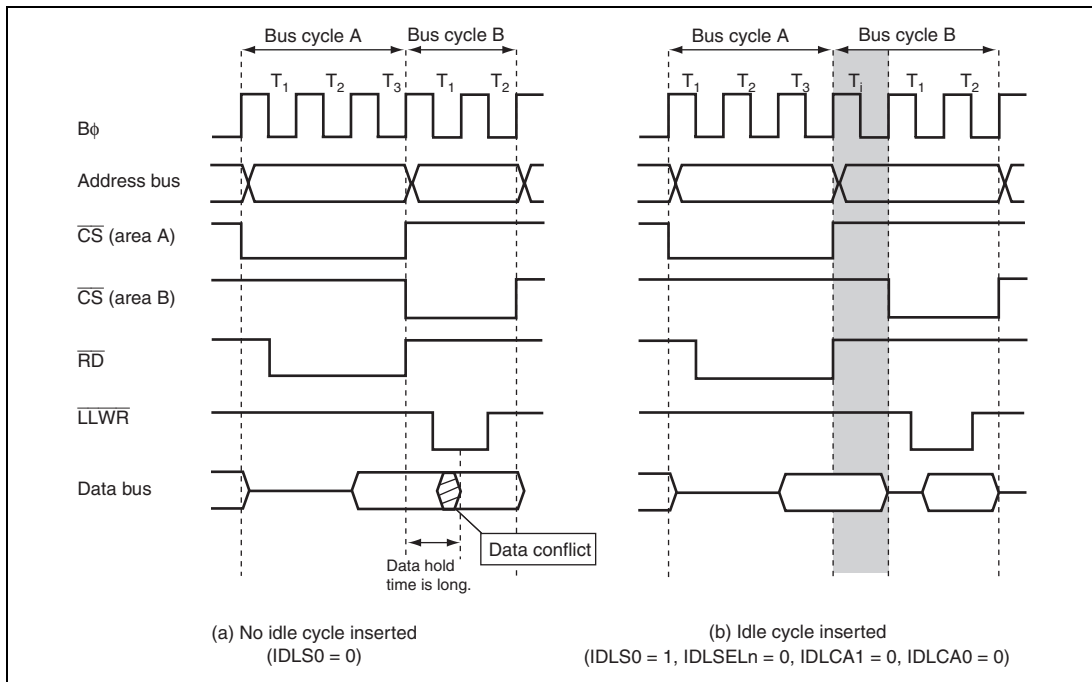 Bus cycle A Bus cycle B Bus cycle A Bus cycle B
T1 T2 T3 T1 T2 T1 T2 T3 Ti T1 T2
Bϕ
Address bus
CS (area A)
CS (area B)
RD
LLWR
Data bus
Data conflict
Data hold
time is long.
(a) No idle cycle inserted
(IDLS0 = 0)
(b) Idle cycle inserted
(IDLS0 = 1, IDLSELn = 0, IDLCA1 = 0, IDLCA0 = 0)